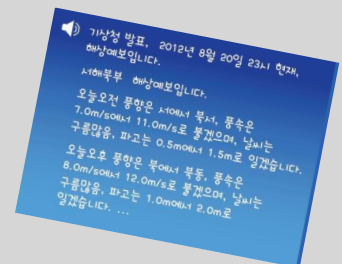 기상청 발표, 2012년 8월 20일 23시 현재,
해상예보입니다.
서해북부 해상예보입니다.
오늘오전 풍향은 서에서 북서, 풍속은
7.0m/s에서 11.0m/s로 불겠으며, 날씨는
구름많음, 파고는 0.5m에서 1.5m로 일겠습니다.
오늘오후 풍향은 북에서 북동, 풍속은
8.0m/s에서 12.0m/s로 불겠으며, 날씨는
구름많음, 파고는 1.0m에서 2.0m로
일겠습니다. ...